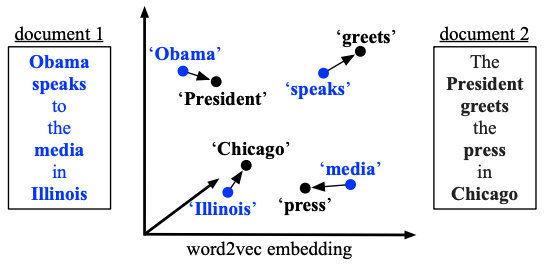 document 1
Obama
speaks
to
the
media
in
Illinois
‘Obama’
‘President’
‘greets’
‘speaks’
‘Chicago’
‘Illinois’
‘media’
‘press’
word2vec embedding
document 2
The
President
greets
the
press
in
Chicago